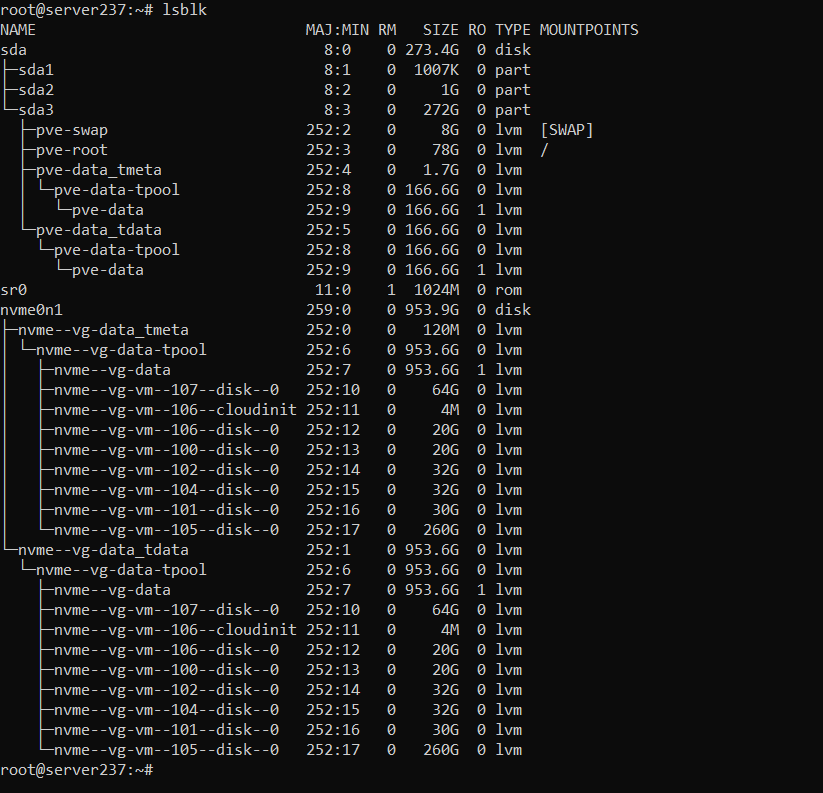 root@server237:~# lsblk
NAME                              MAJ:MIN RM   SIZE RO TYPE MOUNTPOINTS
sda                                 8:0    0 273.4G  0 disk
├─sda1                              8:1    0  1007K  0 part
├─sda2                              8:2    0     1G  0 part
└─sda3                              8:3    0   272G  0 part
  ├─pve-swap                      252:2    0     8G  0 lvm  [SWAP]
  ├─pve-root                      252:3    0    78G  0 lvm  /
  ├─pve-data_tmeta                252:4    0   1.7G  0 lvm
  │ └─pve-data-tpool              252:8    0 166.6G  0 lvm
  │   └─pve-data                  252:9    0 166.6G  1 lvm
  └─pve-data_tdata                252:5    0 166.6G  0 lvm
    └─pve-data-tpool              252:8    0 166.6G  0 lvm
      └─pve-data                  252:9    0 166.6G  1 lvm
sr0                                11:0    1  1024M  0 rom
nvme0n1                           259:0    0 953.9G  0 disk
├─nvme--vg-data_tmeta             252:0    0   120M  0 lvm
│ └─nvme--vg-data-tpool           252:6    0 953.6G  0 lvm
│   ├─nvme--vg-data               252:7    0 953.6G  1 lvm
│   ├─nvme--vg-vm--107--disk--0   252:10   0    64G  0 lvm
│   ├─nvme--vg-vm--106--cloudinit 252:11   0     4M  0 lvm
│   ├─nvme--vg-vm--106--disk--0   252:12   0    20G  0 lvm
│   ├─nvme--vg-vm--100--disk--0   252:13   0    20G  0 lvm
│   ├─nvme--vg-vm--102--disk--0   252:14   0    32G  0 lvm
│   ├─nvme--vg-vm--104--disk--0   252:15   0    32G  0 lvm
│   ├─nvme--vg-vm--101--disk--0   252:16   0    30G  0 lvm
│   └─nvme--vg-vm--105--disk--0   252:17   0   260G  0 lvm
└─nvme--vg-data_tdata             252:1    0 953.6G  0 lvm
  └─nvme--vg-data-tpool           252:6    0 953.6G  0 lvm
    ├─nvme--vg-data               252:7    0 953.6G  1 lvm
    ├─nvme--vg-vm--107--disk--0   252:10   0    64G  0 lvm
    ├─nvme--vg-vm--106--cloudinit 252:11   0     4M  0 lvm
    ├─nvme--vg-vm--106--disk--0   252:12   0    20G  0 lvm
    ├─nvme--vg-vm--100--disk--0   252:13   0    20G  0 lvm
    ├─nvme--vg-vm--102--disk--0   252:14   0    32G  0 lvm
    ├─nvme--vg-vm--104--disk--0   252:15   0    32G  0 lvm
    ├─nvme--vg-vm--101--disk--0   252:16   0    30G  0 lvm
    └─nvme--vg-vm--105--disk--0   252:17   0   260G  0 lvm
root@server237:~#